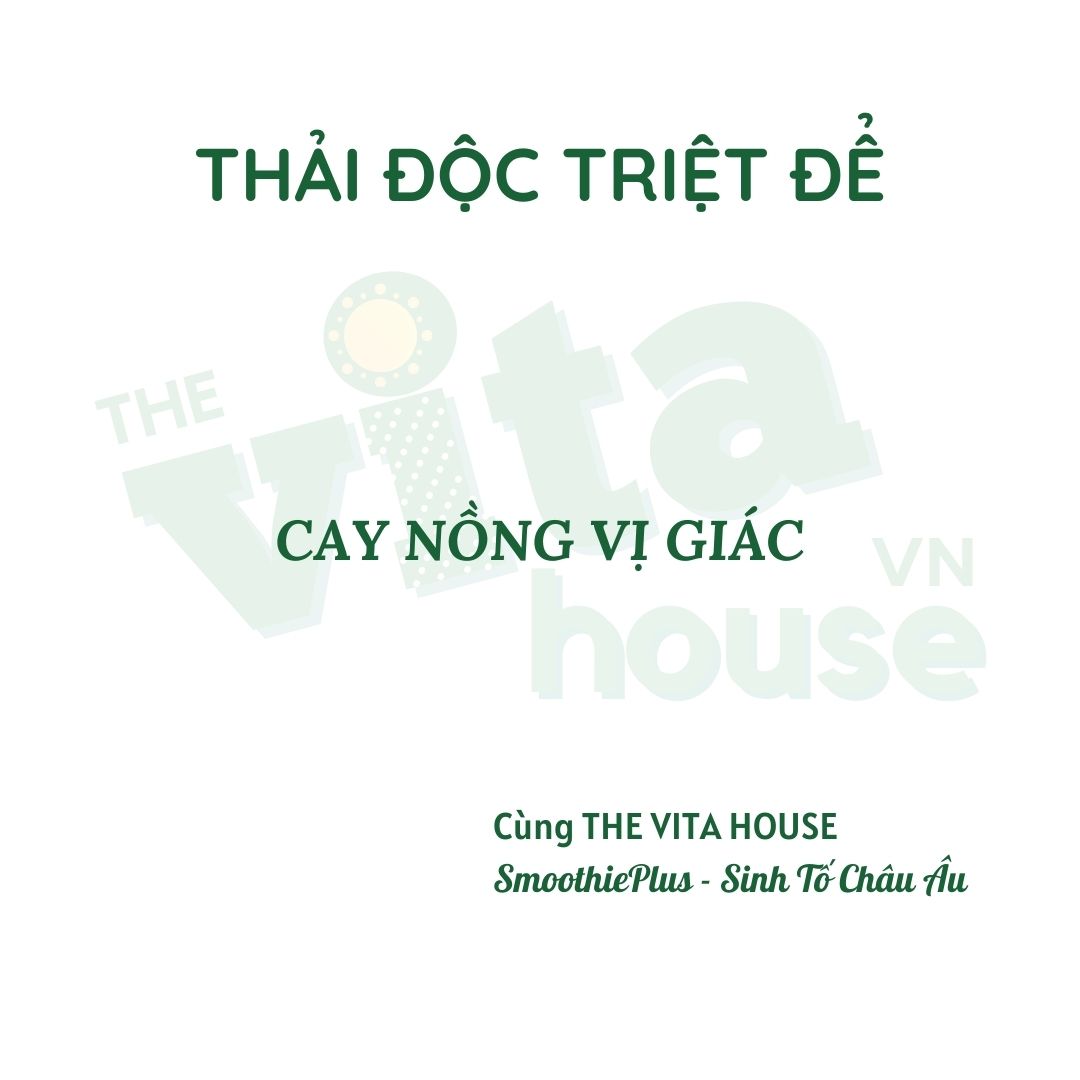 THẢI ĐỘC TRIỆT ĐỂ
THE
vita
CAY NỒNG VỊ GIÁC
VN
house
Cùng THE VITA HOUSE
SmoothiePlus - Sinh Tố Châu Âu